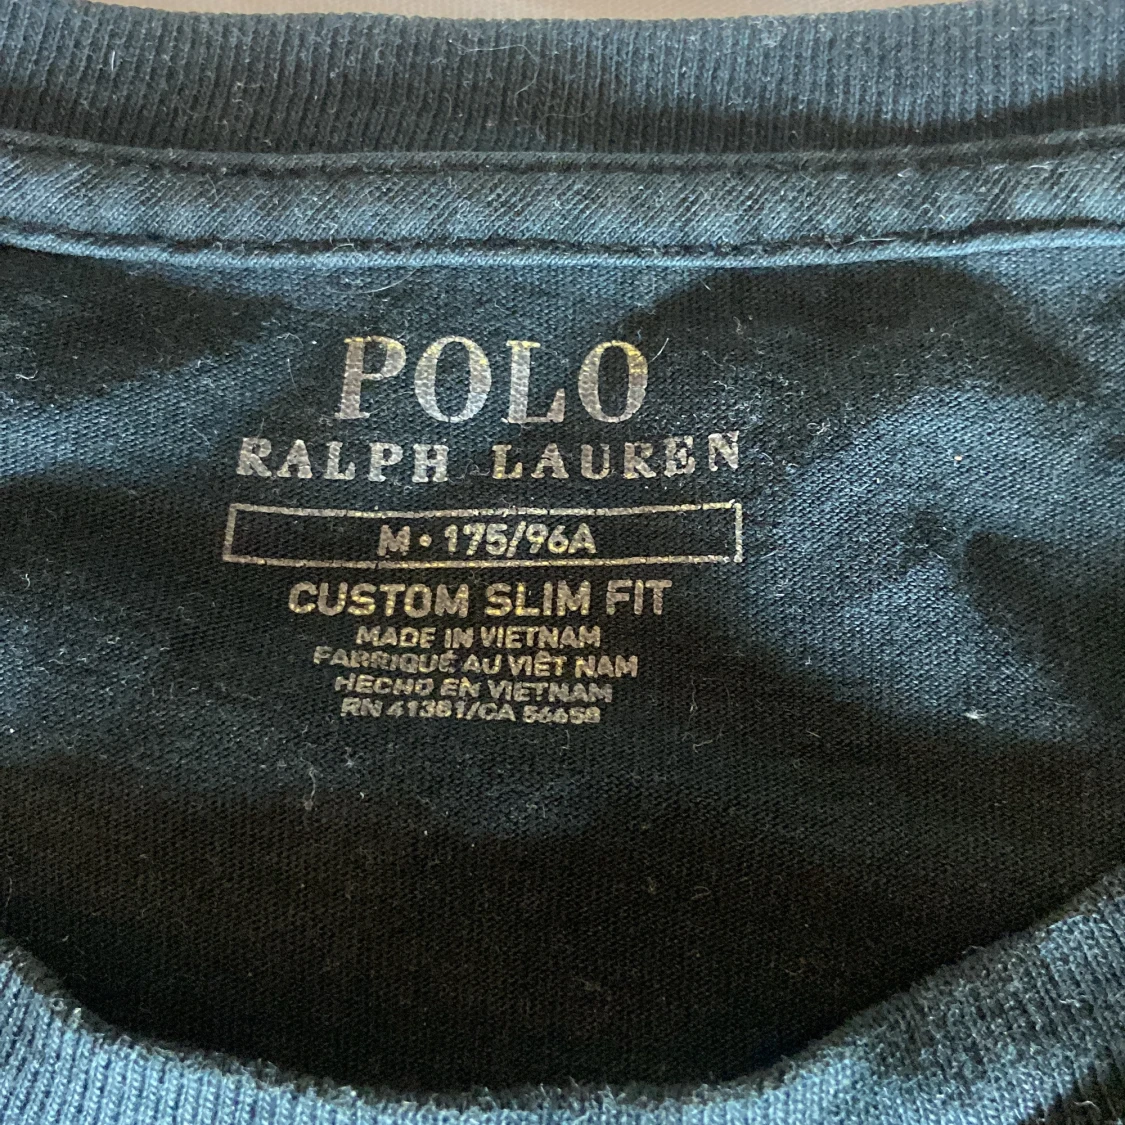 POLO
RALPH LAUREN
M • 175/96A
CUSTOM SLIM FIT
MADE IN VIETNAM
FABRIQUÉ AU VIÊT NAM
HECHO EN VIETNAM
RN 41381/CA 56658